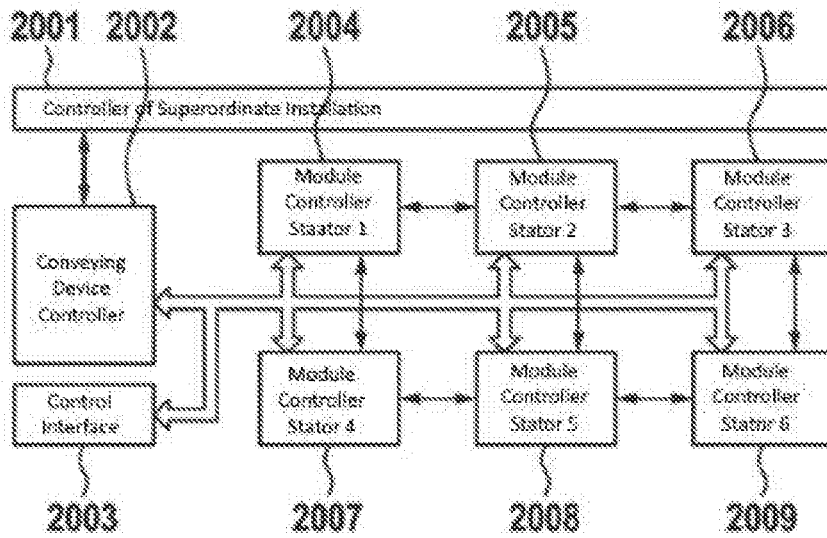 2001
2002
2004
2005
2006
Controller of Superordinate Installation
Module
Controller
Staator 1
Module
Controller
Stator 2
Module
Controller
Stator 3
Conveying
Device
Controller
Control
Interface
Module
Controller
Stator 4
Module
Controller
Stator 5
Module
Controller
Stator 6
2003
2007
2008
2009